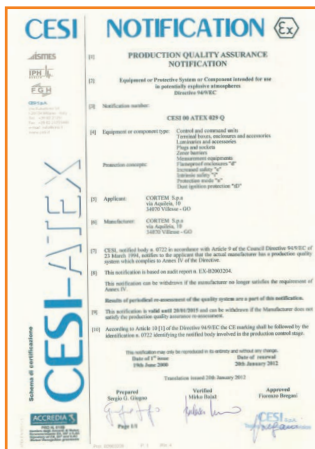 CESI
NOTIFICATION
Ex
[1] PRODUCTION QUALITY ASSURANCE
NOTIFICATION
[2] Equipment or Protective System or Component intended for use
in potentially explosive atmospheres
Directive 94/9/EC
[3] Notification number:
CESI 00 ATEX 029 Q
[4] Equipment or component type: Control and command units
Terminal boxes, enclosures and accessories
Luminaries and accessories
Plugs and sockets
Zener barriers
Measurement equipments
Protection concepts: Flameproof enclosures "d"
Increased safety "e"
Intrinsic safety "i"
Protection mode "n"
Dust ignition protection "tD"
[5] Applicant: CORTEM S.p.a
via Aquileia, 10
34070 Villesse - GO
[6] Manufacturer: CORTEM S.p.a
via Aquileia, 10
34070 Villesse - GO
[7] CESI, notified body n. 0722 in accordance with Article 9 of the Council Directive 94/9/EC of
23 March 1994, notifies to the applicant that the actual manufacturer has a production quality
system which complies to Annex IV of the Directive.
[8] This notification is based on audit report n. EX-B2003204.
This notification can be withdrawn if the manufacturer no longer satisfies the requirement of
Annex IV.
Results of periodical re-assessment of the quality system are a part of this notification.
[9] This notification is valid until 20/01/2015 and can be withdrawn if the Manufacturer does not
satisfy the production quality assurance re-assessment.
[10] According to Article 10 [1] of the Directive 94/9/EC the CE marking shall be followed by the
identification n. 0722 identifying the notified body involved in the production control stage.
This notification may only be reproduced in its entirety and without any change.
Date of 1st issue Date of renewal
19th June 2000 20th January 2012
Translation issued 20th January 2012
Prepared Verified Approved
Sergio G. Giugno Mirko Balaz Fiorenzo Bregani
Page 1/1
CESI
CESI-ATEX
Schema di certificazione
ACCREDIA